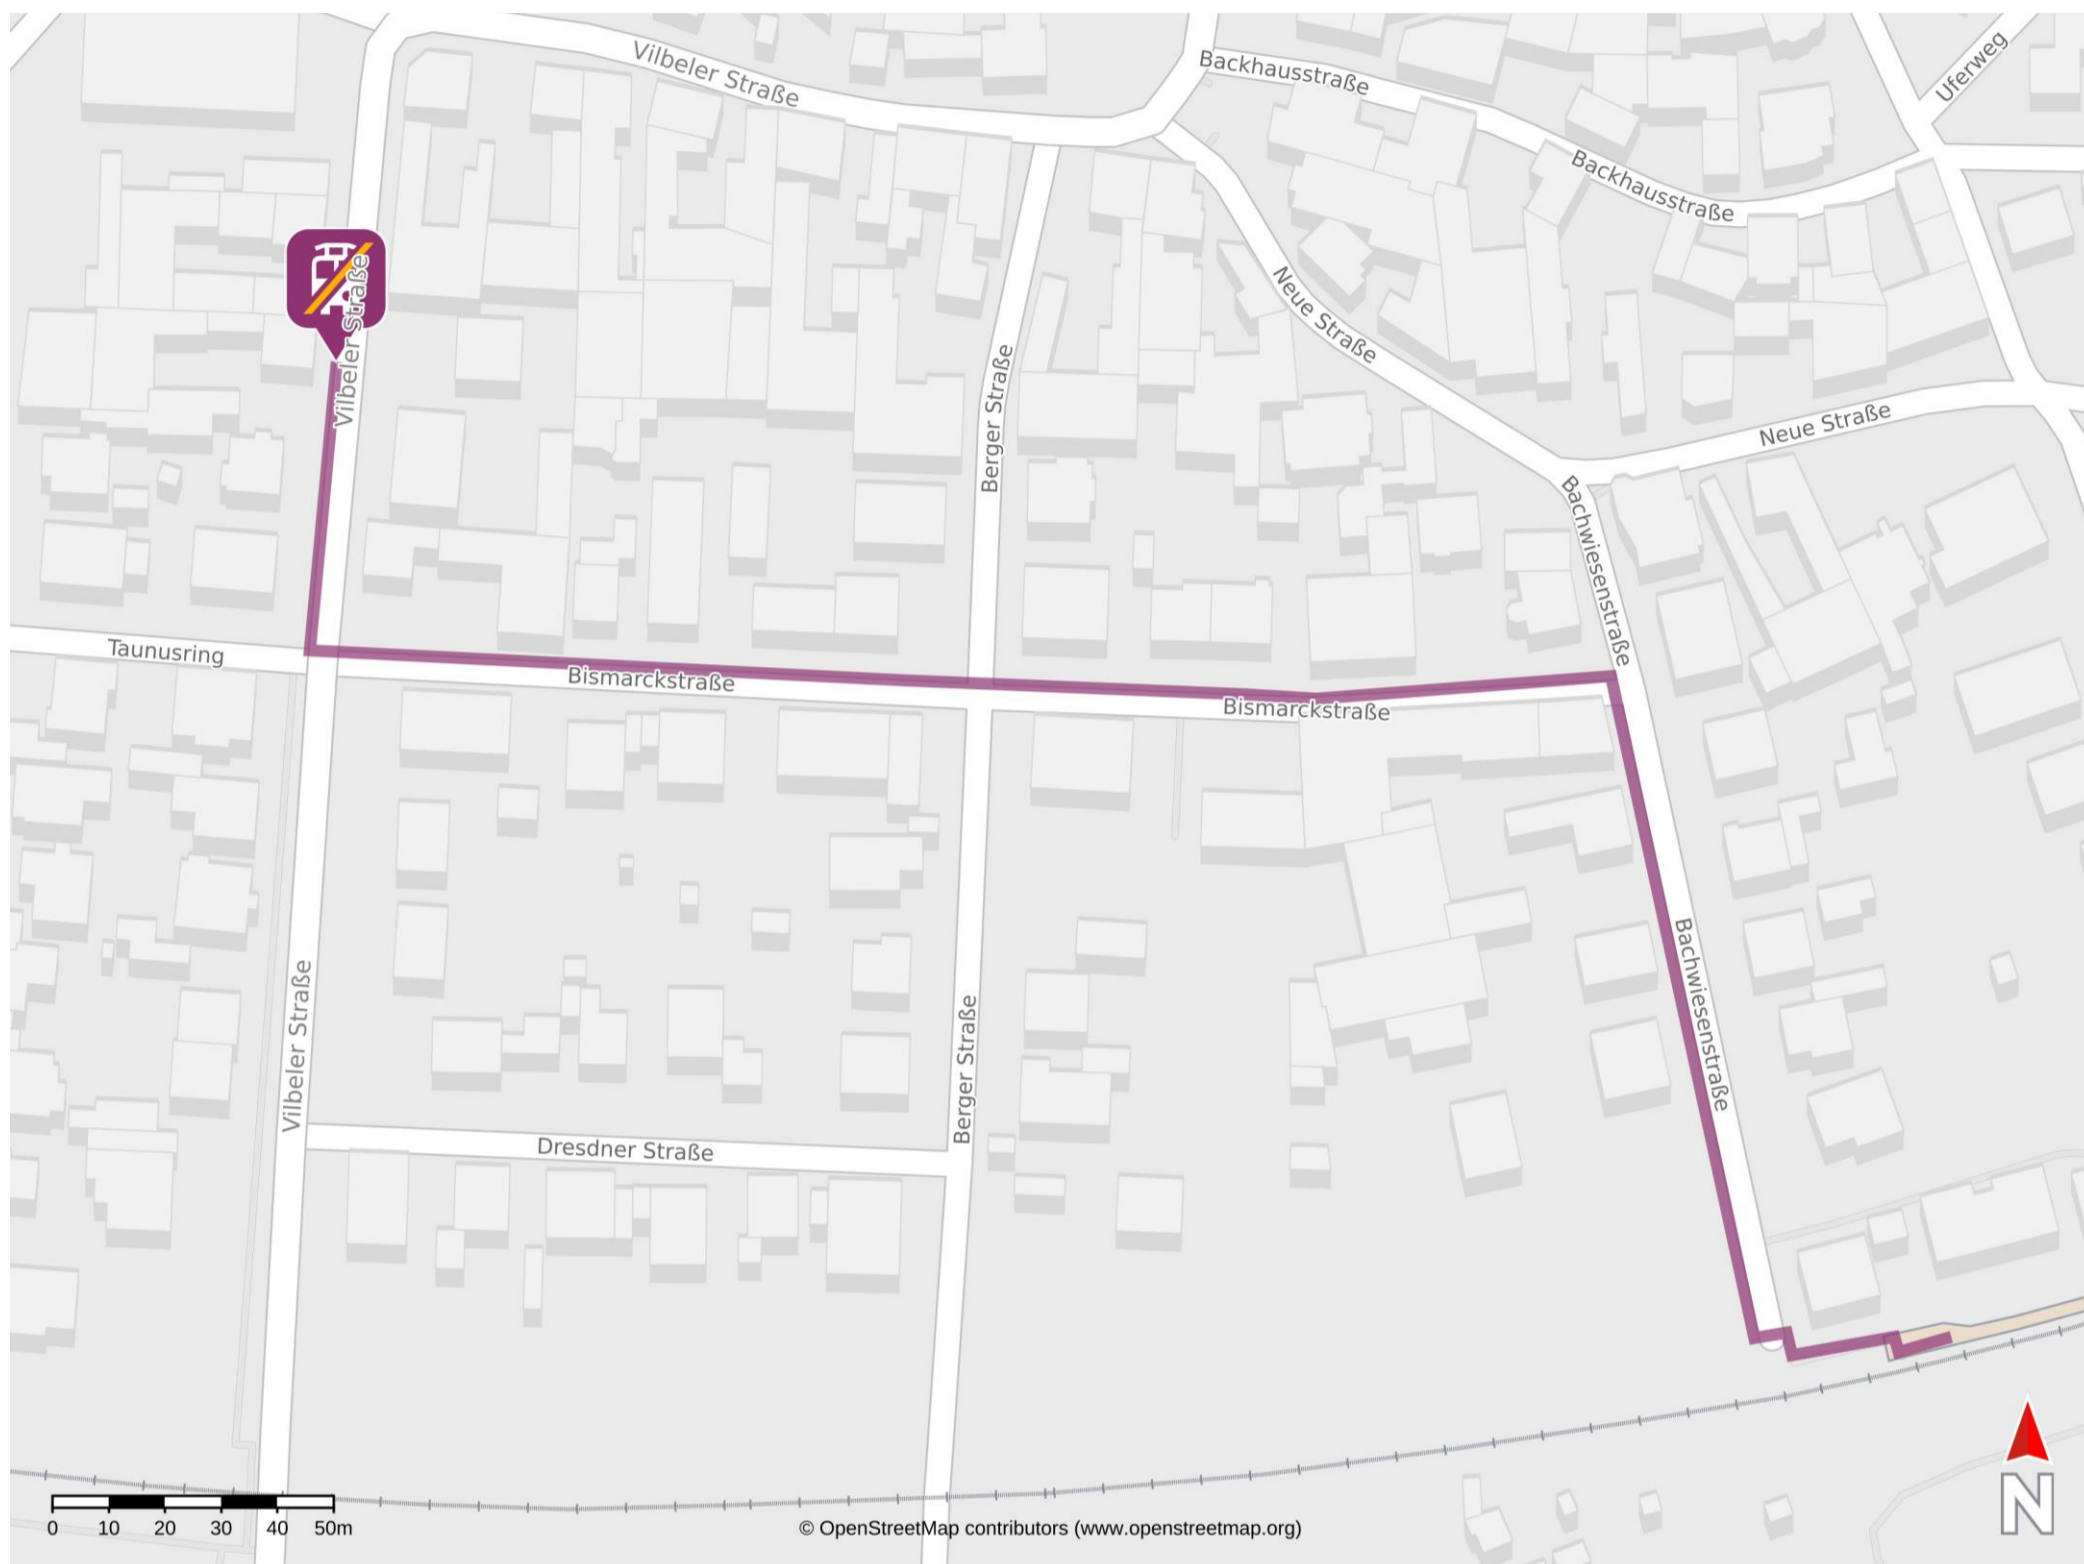 Vilbeler Straße
Backhausstraße
Uferweg
Backhausstraße
Vilbeler Straße
Neue Straße
Berger Straße
Neue Straße
Bachwiesenstraße
Taunusring
Bismarckstraße
Bismarckstraße
Bachwiesenstraße
Vilbeler Straße
Berger Straße
Dresdner Straße
N
0 10 20 30 40 50m
© OpenStreetMap contributors (www.openstreetmap.org)